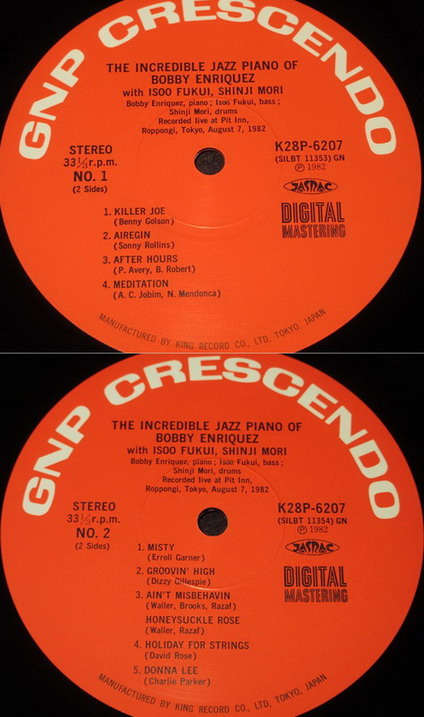 GNP CRESCENDO
THE INCREDIBLE JAZZ PIANO OF
BOBBY ENRIQUEZ
with ISOO FUKUI, SHINJI MORI
Bobby Enriquez, piano ; Isoo Fukui, bass ;
Shinji Mori, drums
Recorded live at Pit Inn,
Roppongi, Tokyo, August 7, 1982
STEREO
33⅓r.p.m.
NO. 1
(2 Sides)
K28P-6207
(SILBT 11353) GN
Ⓟ 1982
JASRAC
DIGITAL
MASTERING
1. KILLER JOE
(Benny Golson)
2. AIREGIN
(Sonny Rollins)
3. AFTER HOURS
(P. Avery, B. Robert)
4. MEDITATION
(A. C. Jobim, N. Mendonca)
MANUFACTURED BY KING RECORD CO., LTD, TOKYO, JAPAN
GNP CRESCENDO
THE INCREDIBLE JAZZ PIANO OF
BOBBY ENRIQUEZ
with ISOO FUKUI, SHINJI MORI
Bobby Enriquez, piano ; Isoo Fukui, bass ;
Shinji Mori, drums
Recorded live at Pit Inn,
Roppongi, Tokyo, August 7, 1982
STEREO
33⅓r.p.m.
NO. 2
(2 Sides)
K28P-6207
(SILBT 11354) GN
Ⓟ 1982
JASRAC
DIGITAL
MASTERING
1. MISTY
(Erroll Garner)
2. GROOVIN' HIGH
(Dizzy Gillespie)
3. AIN'T MISBEHAVIN
(Waller, Brooks, Razaf)
HONEYSUCKLE ROSE
(Waller, Razaf)
4. HOLIDAY FOR STRINGS
(David Rose)
5. DONNA LEE
(Charlie Parker)
MANUFACTURED BY KING RECORD CO., LTD, TOKYO, JAPAN